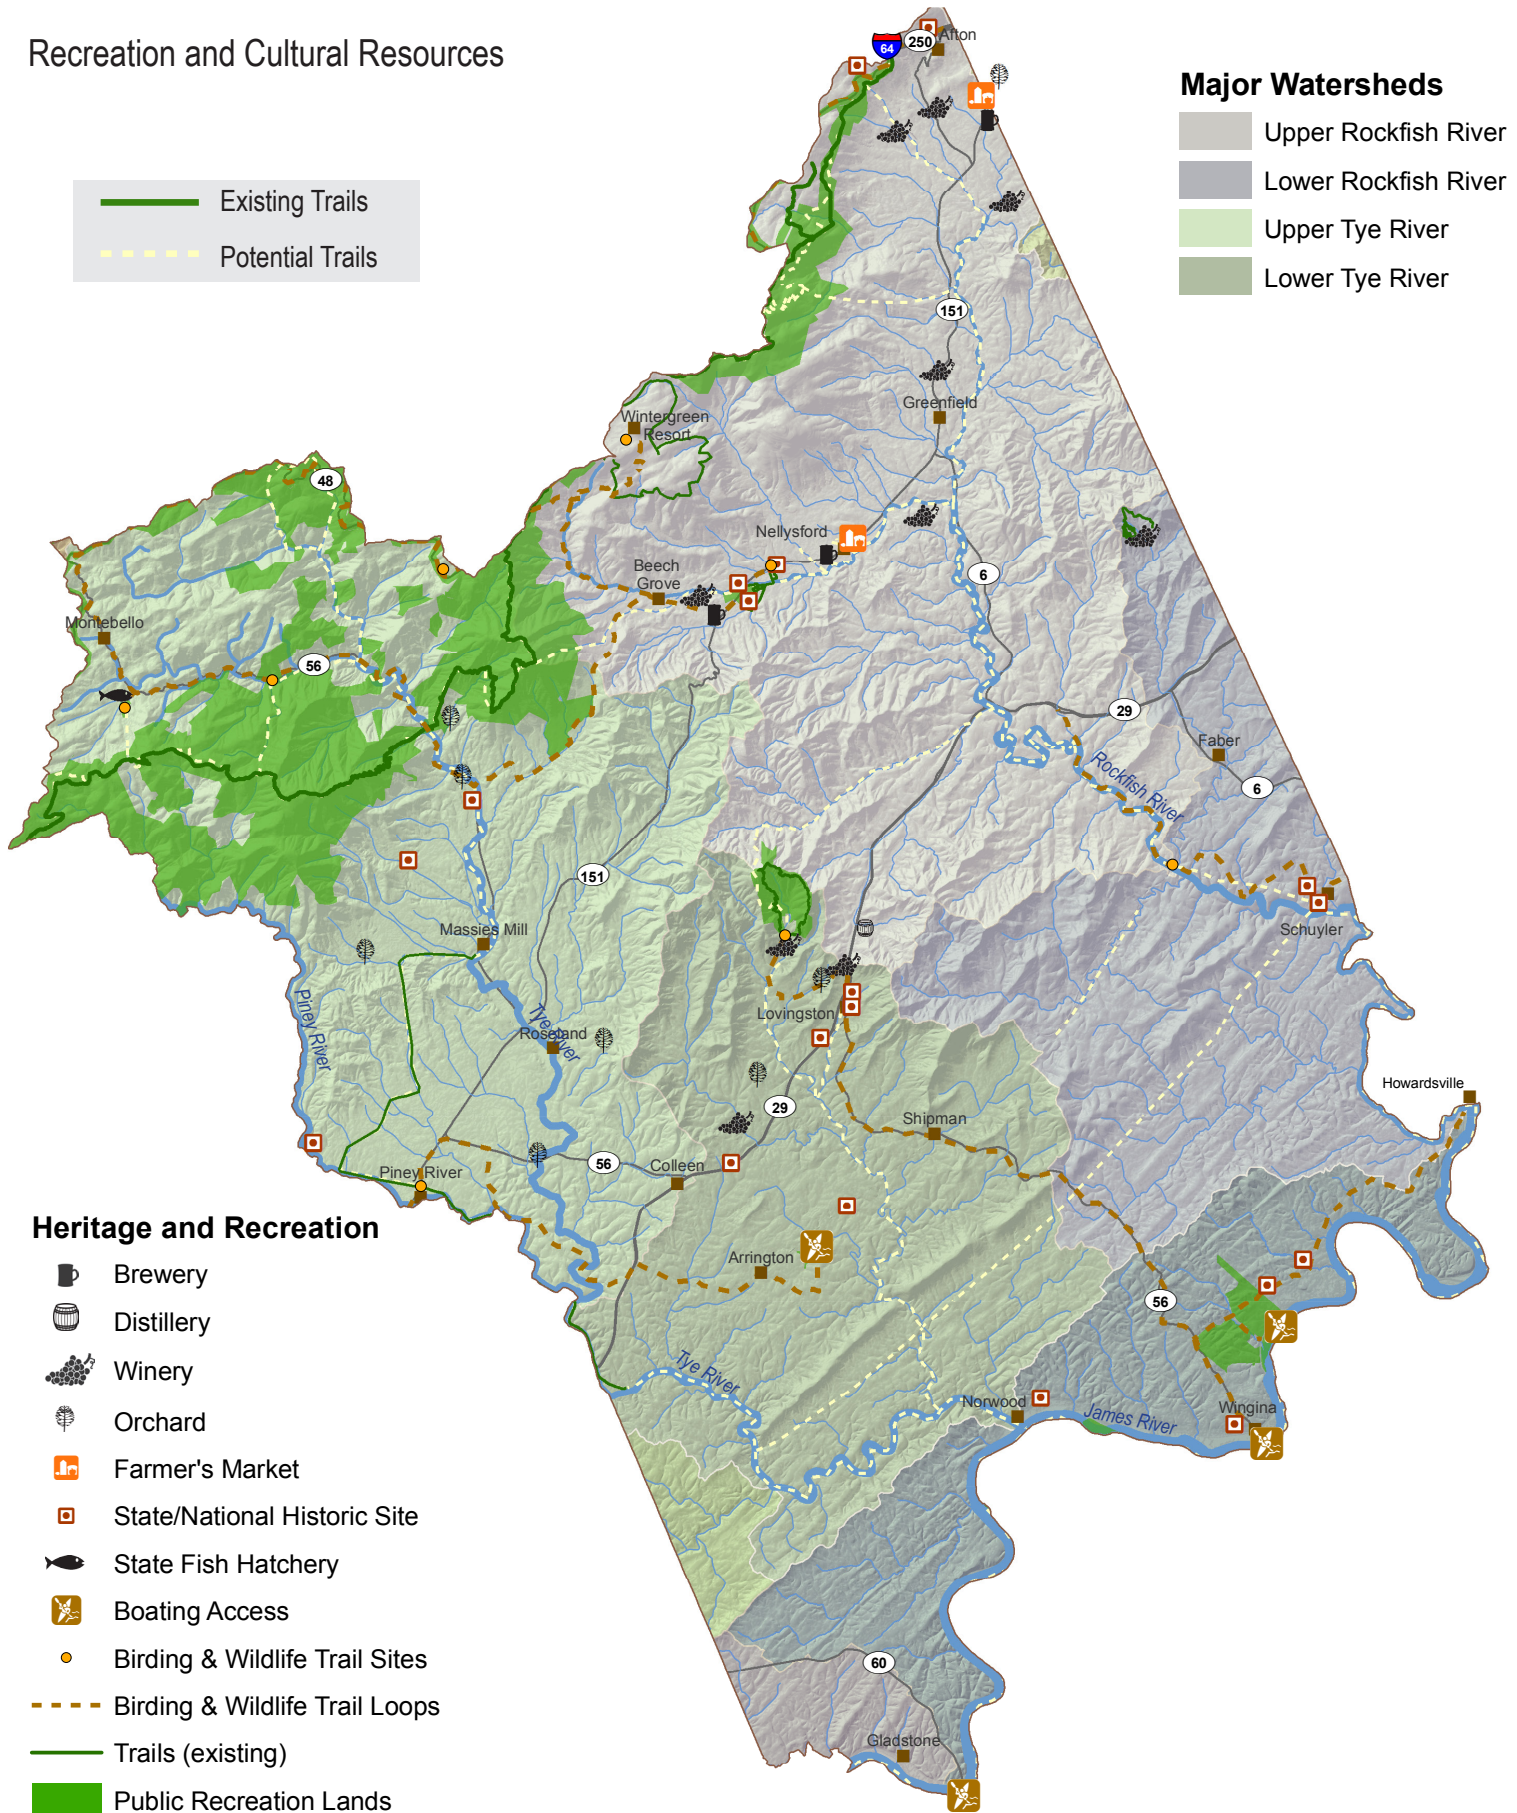 Recreation and Cultural Resources
Existing Trails
Potential Trails
Major Watersheds
Upper Rockfish River
Lower Rockfish River
Upper Tye River
Lower Tye River
64
250
Afton
151
Greenfield
Wintergreen
Resort
48
Nellysford
Beech
Grove
6
Montebello
56
29
Faber
Rockfish River
6
151
Massies Mill
Schuyler
Piney River
Tye River
Roseland
Lovingston
Howardsville
29
Shipman
56
Colleen
Piney River
Arrington
56
Tye River
Norwood
James River
Wingina
60
Gladstone
Heritage and Recreation
Brewery
Distillery
Winery
Orchard
Farmer's Market
State/National Historic Site
State Fish Hatchery
Boating Access
Birding & Wildlife Trail Sites
Birding & Wildlife Trail Loops
Trails (existing)
Public Recreation Lands